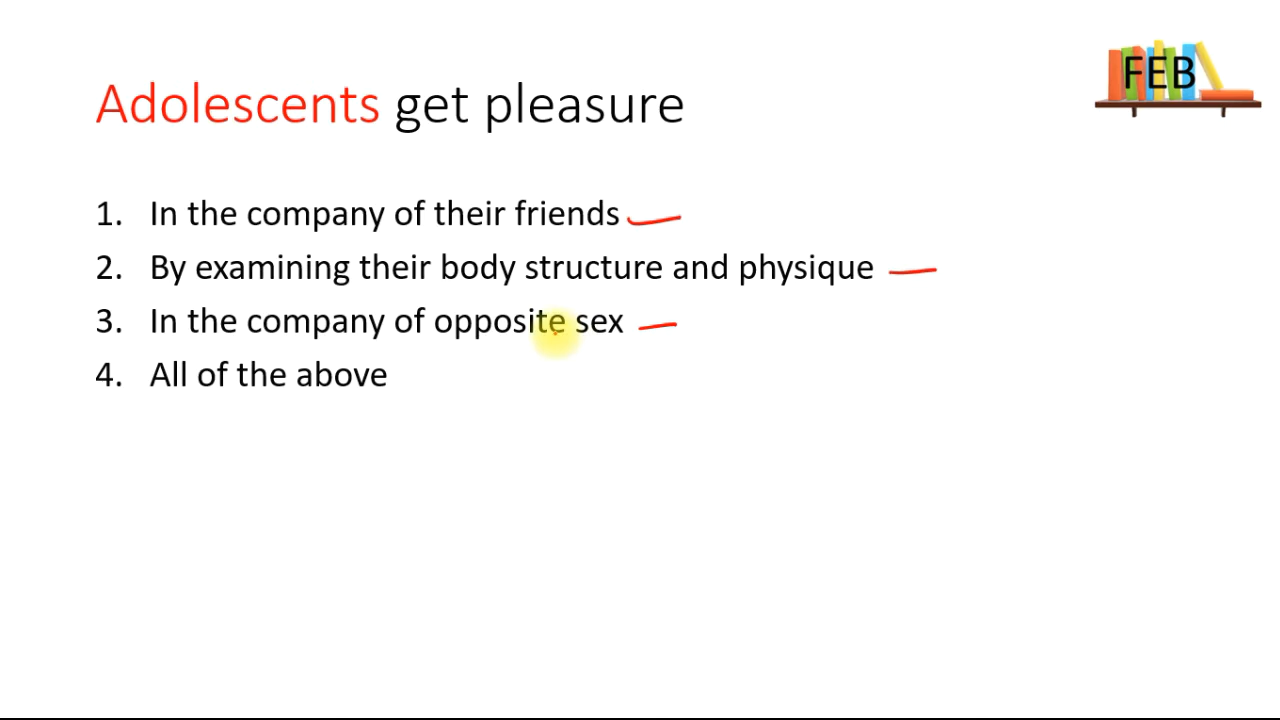 FEB
Adolescents get pleasure
1. In the company of their friends
2. By examining their body structure and physique
3. In the company of opposite sex
4. All of the above